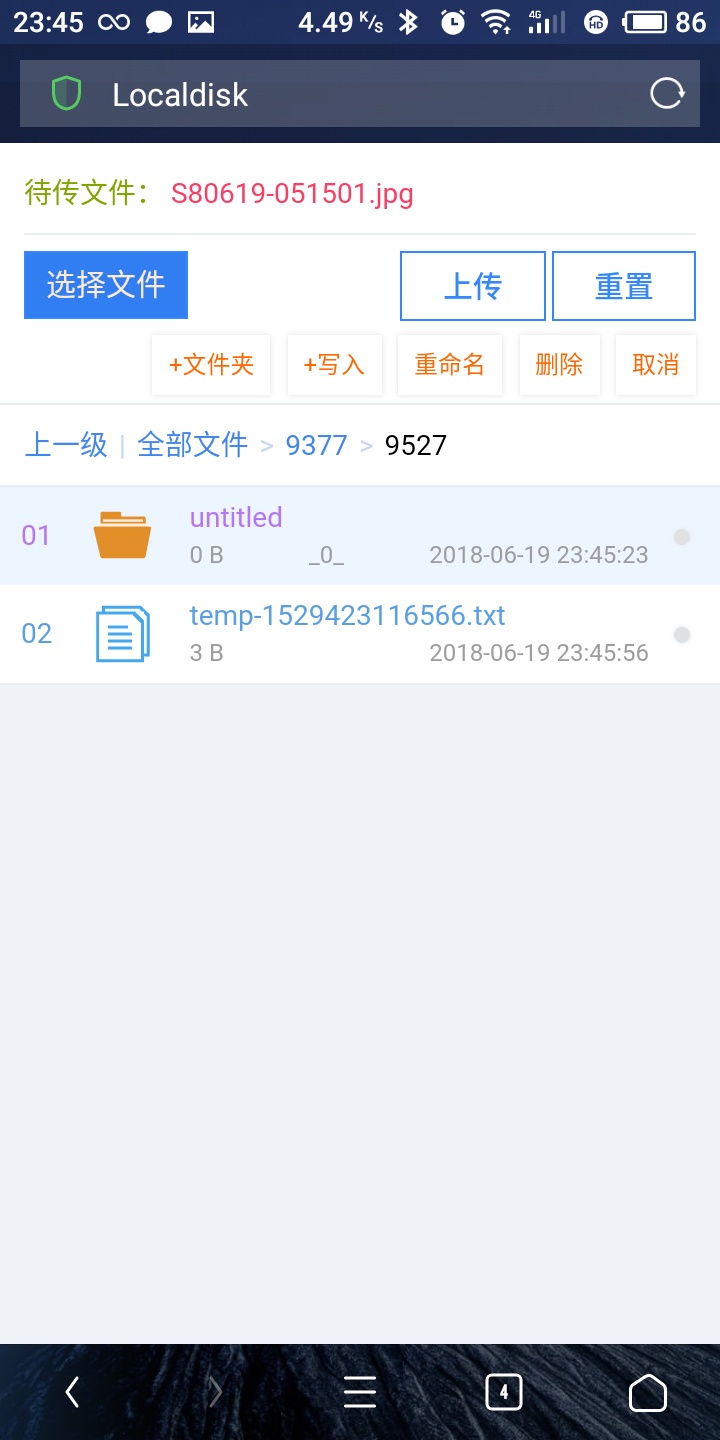 23:45 4.49 K/s 4G HD 86
Localdisk
待传文件： S80619-051501.jpg
选择文件 上传 重置
+文件夹 +写入 重命名 删除 取消
上一级 | 全部文件 > 9377 > 9527
untitled
01
0 B _0_ 2018-06-19 23:45:23
temp-1529423116566.txt
02
3 B 2018-06-19 23:45:56
4